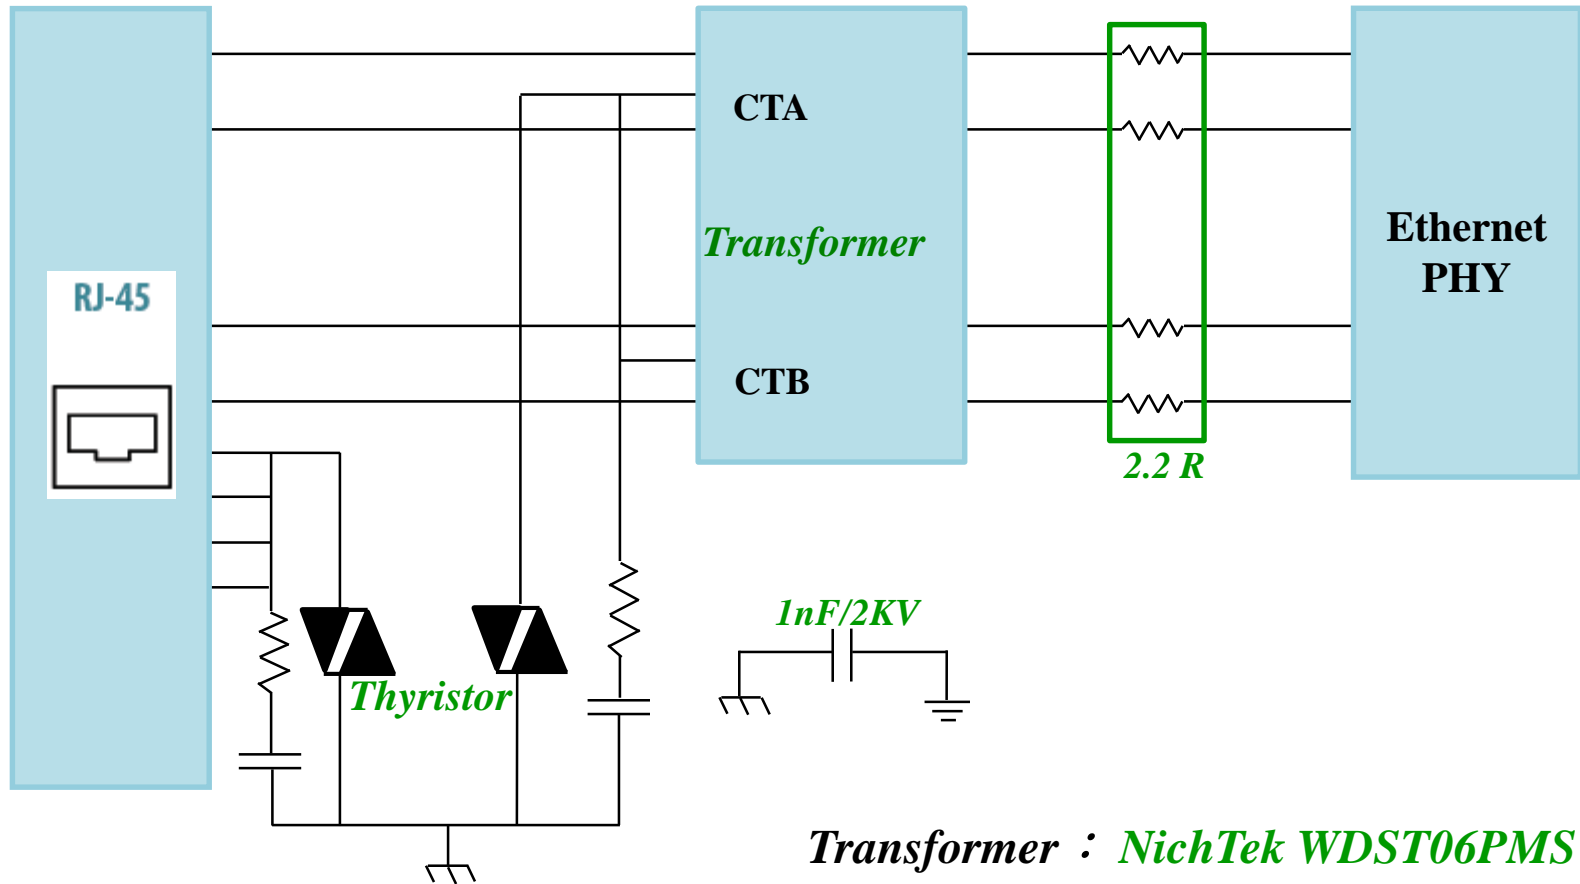 CTA
Transformer
Ethernet
PHY
RJ-45
CTB
2.2 R
1nF/2KV
Thyristor
Transformer：NichTek WDST06PMS